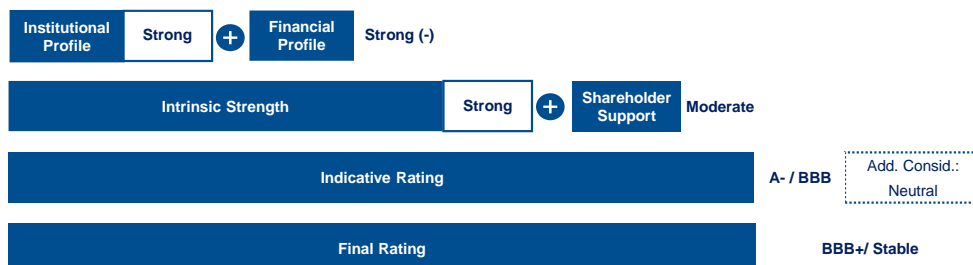 Institutional
Profile
Strong
+
Financial
Profile
Strong (-)
Intrinsic Strength
Strong
+
Shareholder
Support
Moderate
Indicative Rating
A- / BBB
Add. Consid.:
Neutral
Final Rating
BBB+/ Stable